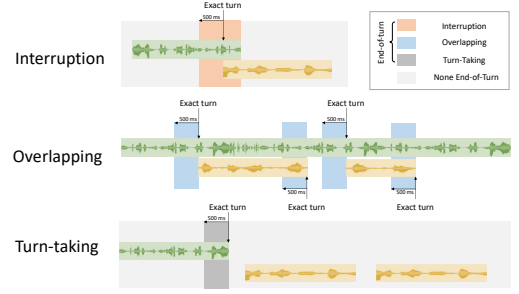 Exact turn
500 ms
Interruption
End-of-turn
Interruption
Overlapping
Turn-Taking
None End-of-Turn
Exact turn
Exact turn
500 ms
500 ms
Overlapping
500 ms
500 ms
Exact turn
Exact turn
Exact turn
500 ms
Turn-taking